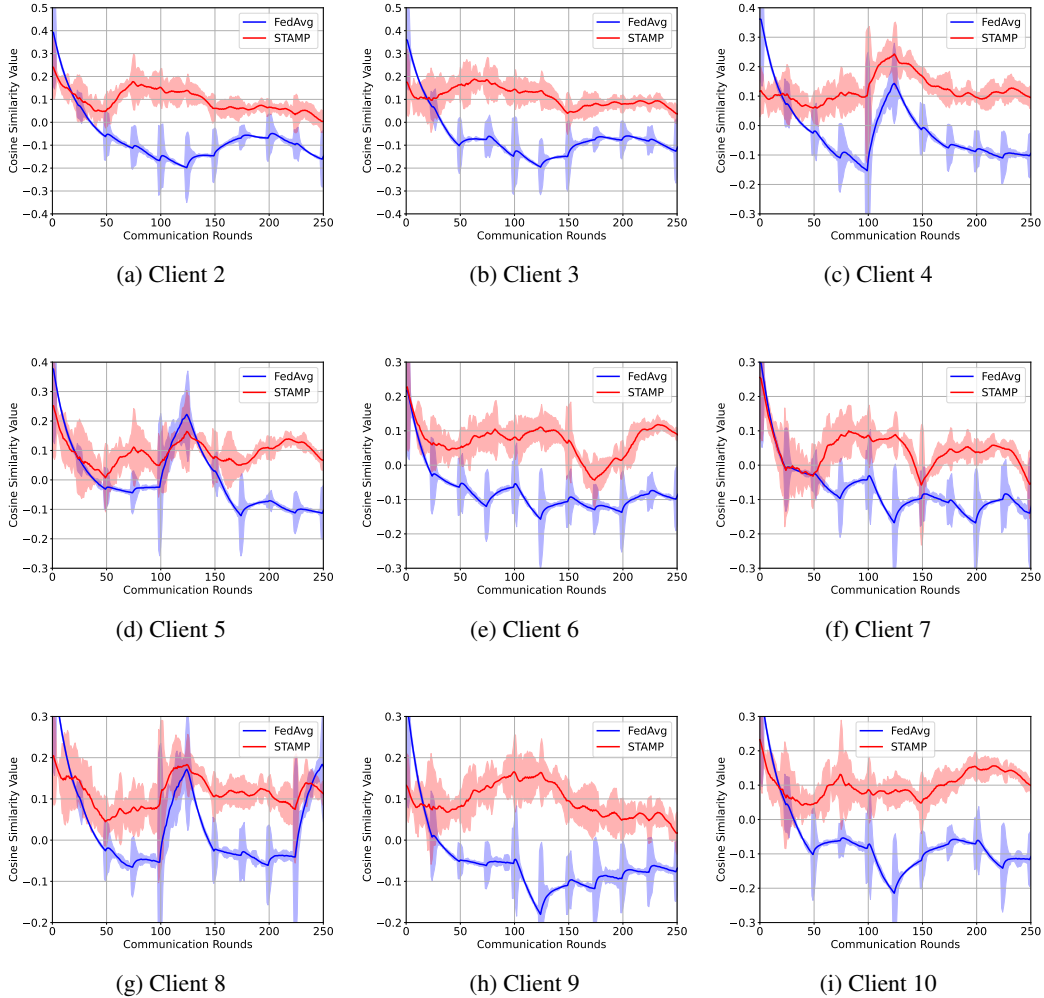 0.5
0.4
0.3
0.2
0.1
0.0
−0.1
−0.2
−0.3
−0.4
Cosine Similarity Value
FedAvg
STAMP
0 50 100 150 200 250
Communication Rounds
(a) Client 2
0.5
0.4
0.3
0.2
0.1
0.0
−0.1
−0.2
−0.3
−0.4
Cosine Similarity Value
FedAvg
STAMP
0 50 100 150 200 250
Communication Rounds
(b) Client 3
0.4
0.3
0.2
0.1
0.0
−0.1
−0.2
−0.3
Cosine Similarity Value
FedAvg
STAMP
0 50 100 150 200 250
Communication Rounds
(c) Client 4
0.4
0.3
0.2
0.1
0.0
−0.1
−0.2
−0.3
Cosine Similarity Value
FedAvg
STAMP
0 50 100 150 200 250
Communication Rounds
(d) Client 5
0.3
0.2
0.1
0.0
−0.1
−0.2
−0.3
Cosine Similarity Value
FedAvg
STAMP
0 50 100 150 200 250
Communication Rounds
(e) Client 6
0.3
0.2
0.1
0.0
−0.1
−0.2
−0.3
Cosine Similarity Value
FedAvg
STAMP
0 50 100 150 200 250
Communication Rounds
(f) Client 7
0.3
0.2
0.1
0.0
−0.1
−0.2
Cosine Similarity Value
FedAvg
STAMP
0 50 100 150 200 250
Communication Rounds
(g) Client 8
0.3
0.2
0.1
0.0
−0.1
−0.2
Cosine Similarity Value
FedAvg
STAMP
0 50 100 150 200 250
Communication Rounds
(h) Client 9
0.3
0.2
0.1
0.0
−0.1
−0.2
−0.3
Cosine Similarity Value
FedAvg
STAMP
0 50 100 150 200 250
Communication Rounds
(i) Client 10